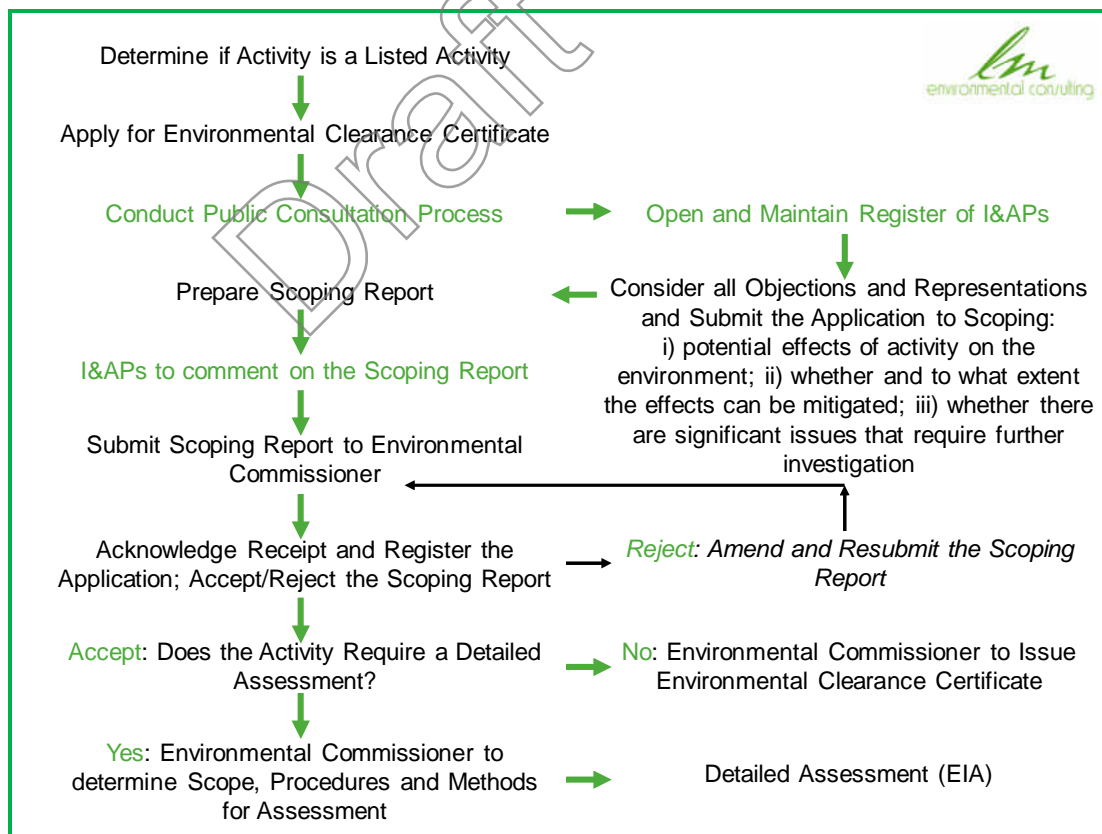 Determine if Activity is a Listed Activity
lm
environmental consulting
Draft
Apply for Environmental Clearance Certificate
Conduct Public Consultation Process
Open and Maintain Register of I&APs
Prepare Scoping Report
Consider all Objections and Representations
and Submit the Application to Scoping:
i) potential effects of activity on the
environment; ii) whether and to what extent
the effects can be mitigated; iii) whether there
are significant issues that require further
investigation
I&APs to comment on the Scoping Report
Submit Scoping Report to Environmental
Commissioner
Acknowledge Receipt and Register the
Application; Accept/Reject the Scoping Report
Reject: Amend and Resubmit the Scoping
Report
Accept: Does the Activity Require a Detailed
Assessment?
No: Environmental Commissioner to Issue
Environmental Clearance Certificate
Yes: Environmental Commissioner to
determine Scope, Procedures and Methods
for Assessment
Detailed Assessment (EIA)